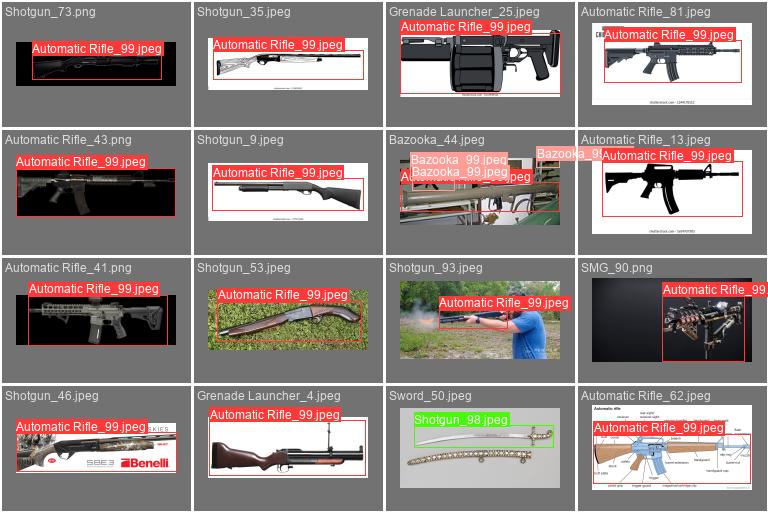 Shotgun_73.png
Automatic Rifle_99.jpeg
Shotgun_35.jpeg
Automatic Rifle_99.jpeg
Grenade Launcher_25.jpeg
Automatic Rifle_99.jpeg
Automatic Rifle_81.jpeg
Automatic Rifle_99.jpeg
Automatic Rifle_43.png
Automatic Rifle_99.jpeg
Shotgun_9.jpeg
Automatic Rifle_99.jpeg
Bazooka_44.jpeg
Bazooka_99
Bazooka_99.jpeg
Bazooka_99.jpeg
Automatic Rifle_13.jpeg
Automatic Rifle_99.jpeg
Automatic Rifle_41.png
Automatic Rifle_99.jpeg
Shotgun_53.jpeg
Automatic Rifle_99.jpeg
Shotgun_93.jpeg
Automatic Rifle_99.jpeg
SMG_90.png
Automatic Rifle_99.
Shotgun_46.jpeg
Automatic Rifle_99.jpeg
SBE3
Benelli
Grenade Launcher_4.jpeg
Automatic Rifle_99.jpeg
Sword_50.jpeg
Shotgun_98.jpeg
Automatic Rifle_62.jpeg
Automatic rifle
Automatic Rifle_99.jpeg